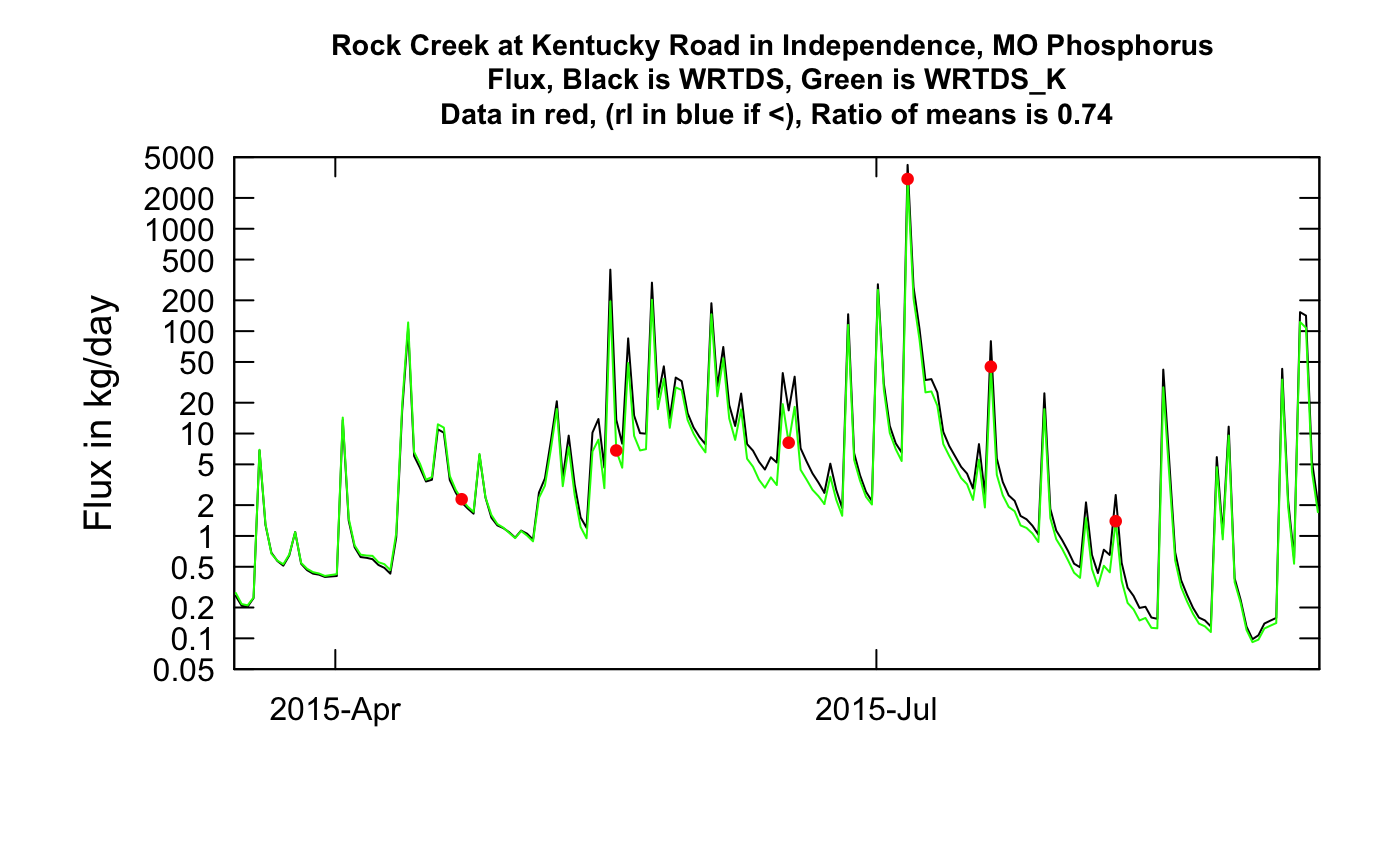 Rock Creek at Kentucky Road in Independence, MO Phosphorus
Flux, Black is WRTDS, Green is WRTDS_K
Data in red, (rl in blue if <), Ratio of means is 0.74
Flux in kg/day
5000
2000
1000
500
200
100
50
20
10
5
2
1
0.5
0.2
0.1
0.05
2015-Apr
2015-Jul